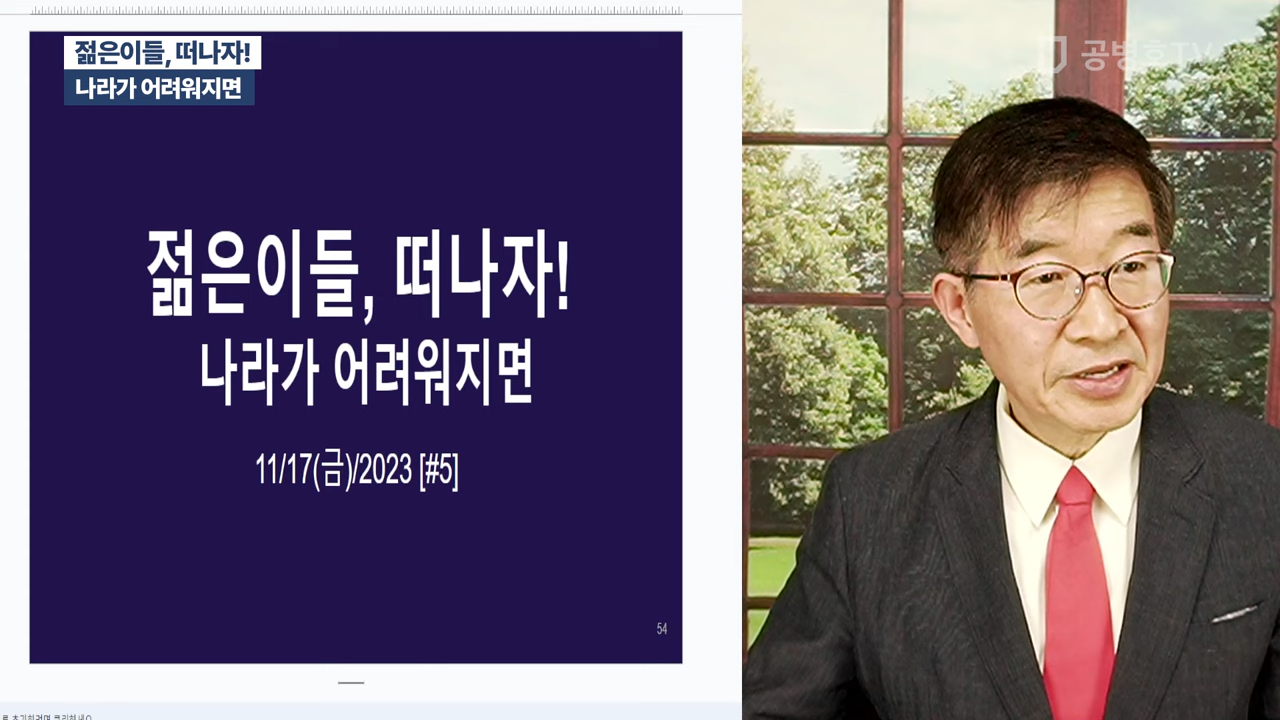 젊은이들, 떠나자!
나라가 어려워지면
공병호TV
젊은이들, 떠나자!
나라가 어려워지면
11/17(금)/2023 [#5]
54